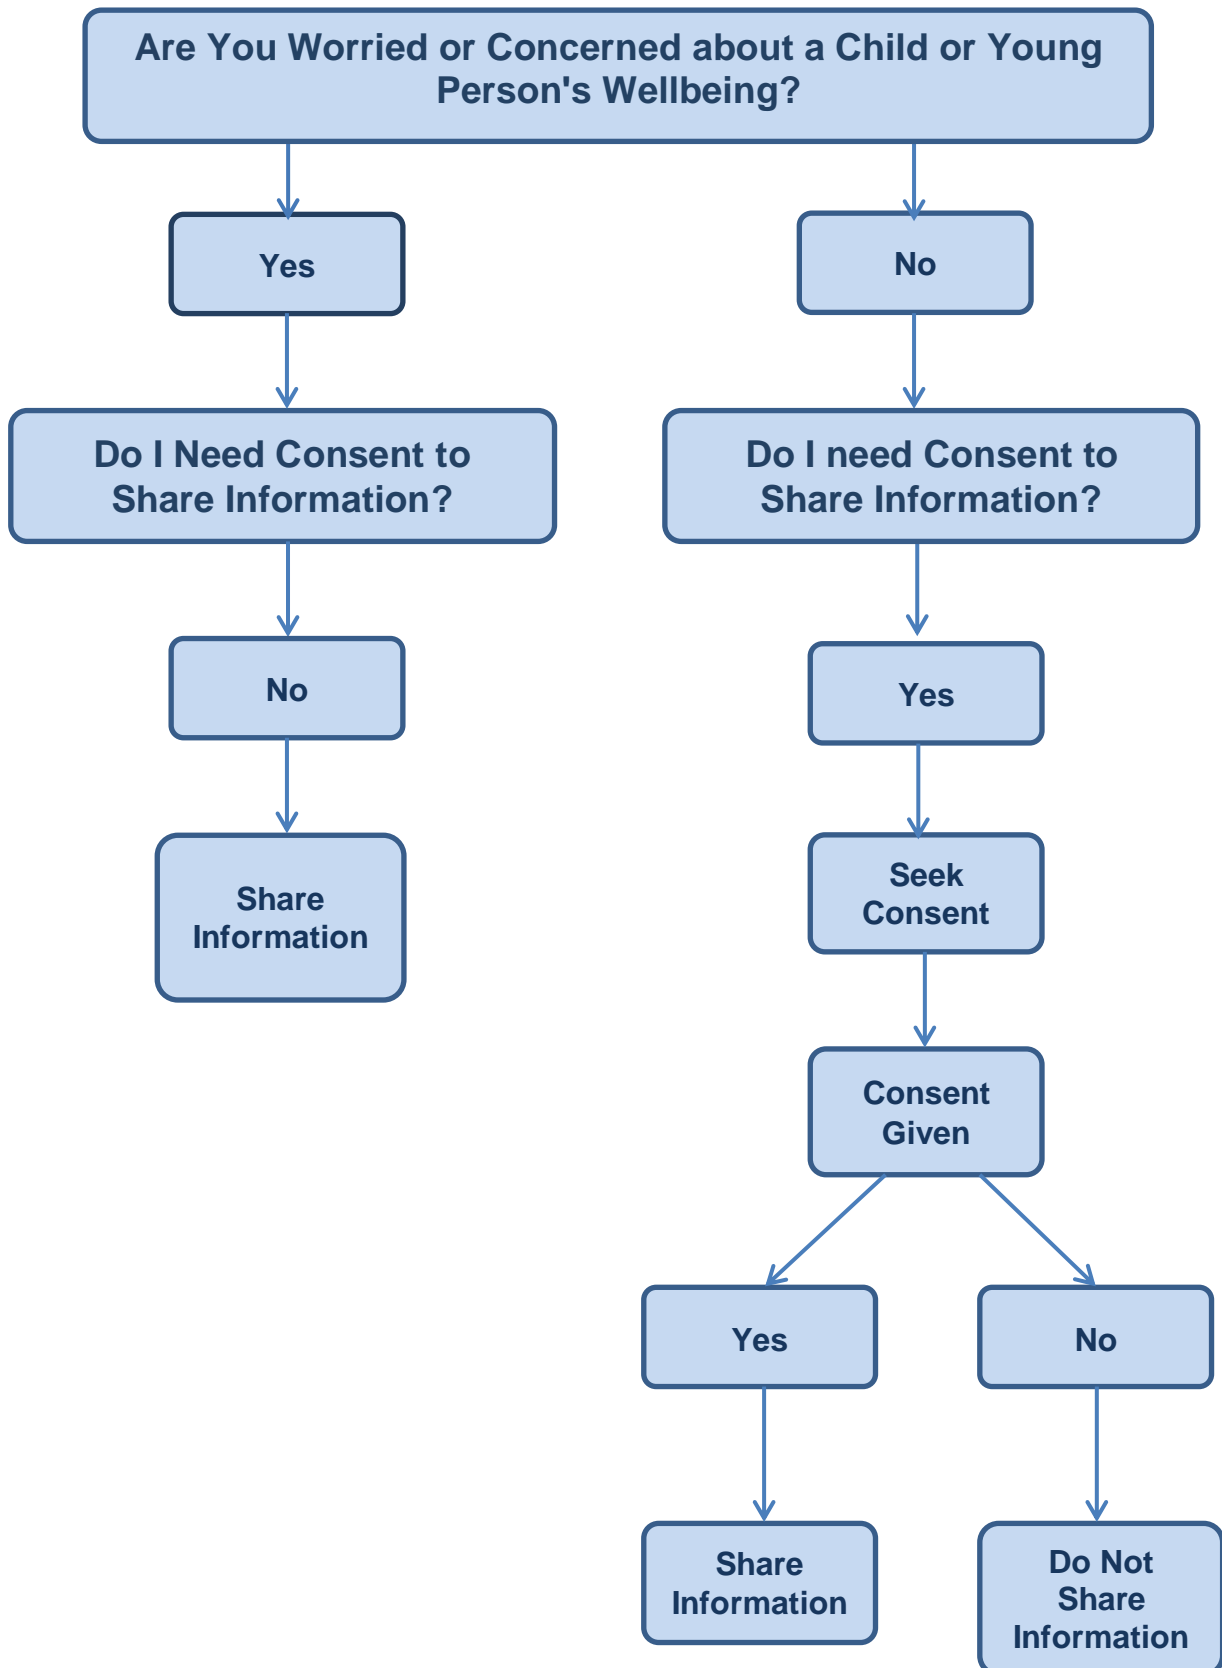 Are You Worried or Concerned about a Child or Young
Person's Wellbeing?
Yes
No
Do I Need Consent to
Share Information?
Do I need Consent to
Share Information?
No
Yes
Share
Information
Seek
Consent
Consent
Given
Yes
No
Share
Information
Do Not
Share
Information